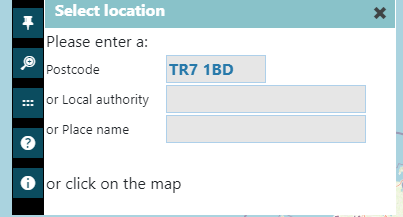 Select location
Please enter a:
Postcode TR7 1BD
or Local authority
or Place name
or click on the map